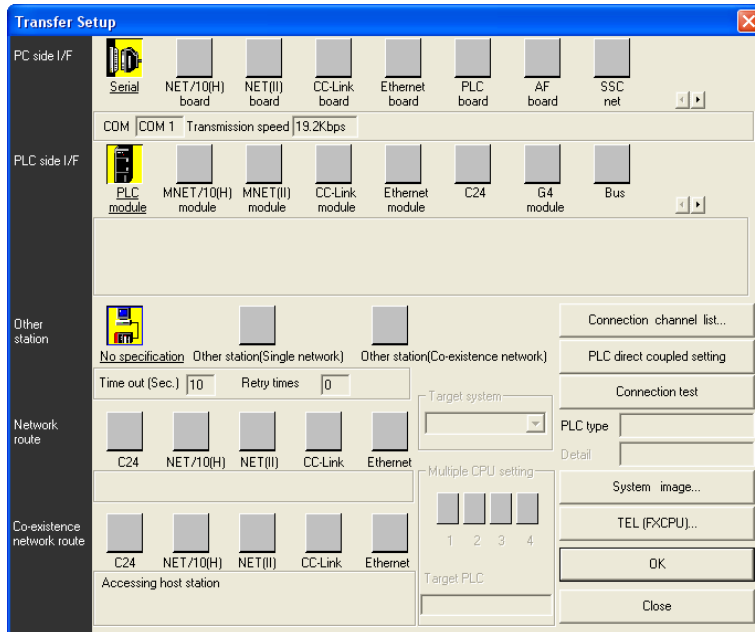 Transfer Setup
PC side I/F
Serial
NET/10(H) board
NET(II) board
CC-Link board
Ethernet board
PLC board
AF board
SSC net
COM COM 1 Transmission speed 19.2Kbps
PLC side I/F
PLC module
MNET/10(H) module
MNET(II) module
CC-Link module
Ethernet module
C24
G4 module
Bus
Other station
No specification
Other station(Single network)
Other station(Co-existence network)
Time out (Sec.) 10 Retry times 0
Connection channel list...
PLC direct coupled setting
Connection test
PLC type
Detail
System image...
TEL (FXCPU)...
OK
Close
Target system
Multiple CPU setting
1 2 3 4
Target PLC
Network route
C24 NET/10(H) NET(II) CC-Link Ethernet
Co-existence network route
C24 NET/10(H) NET(II) CC-Link Ethernet
Accessing host station